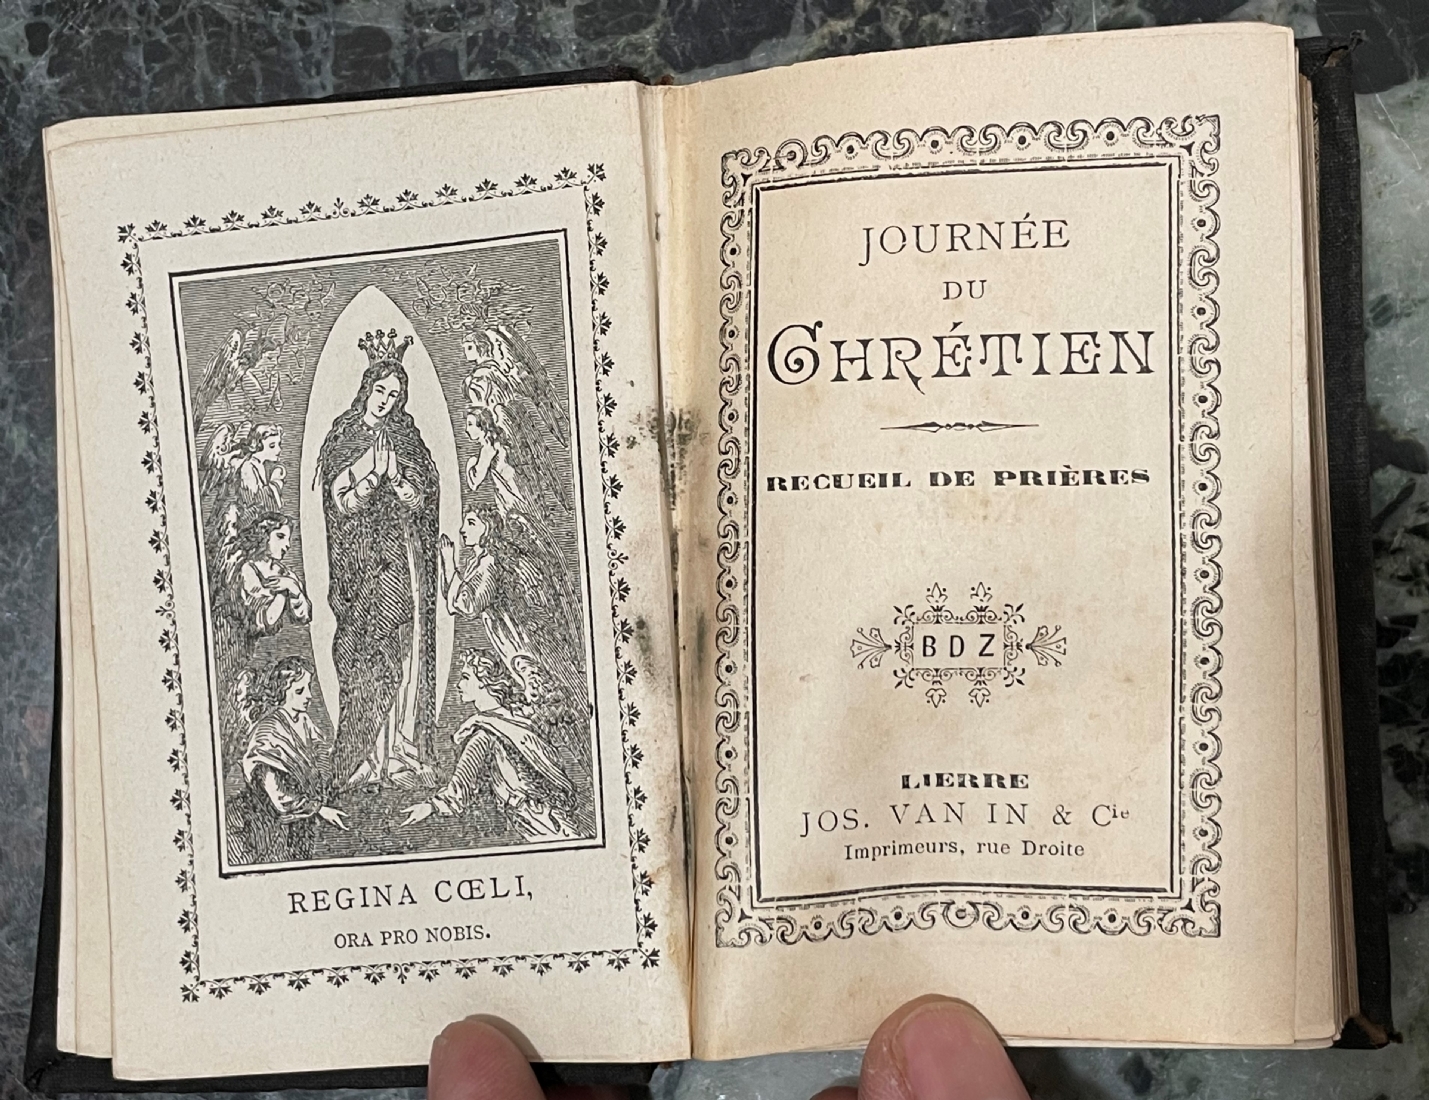 REGINA CŒLI,
ORA PRO NOBIS.
JOURNÉE
DU
CHRÉTIEN
RECUEIL DE PRIÈRES
BDZ
LIERRE
JOS. VAN IN & Cie
Imprimeurs, rue Droite